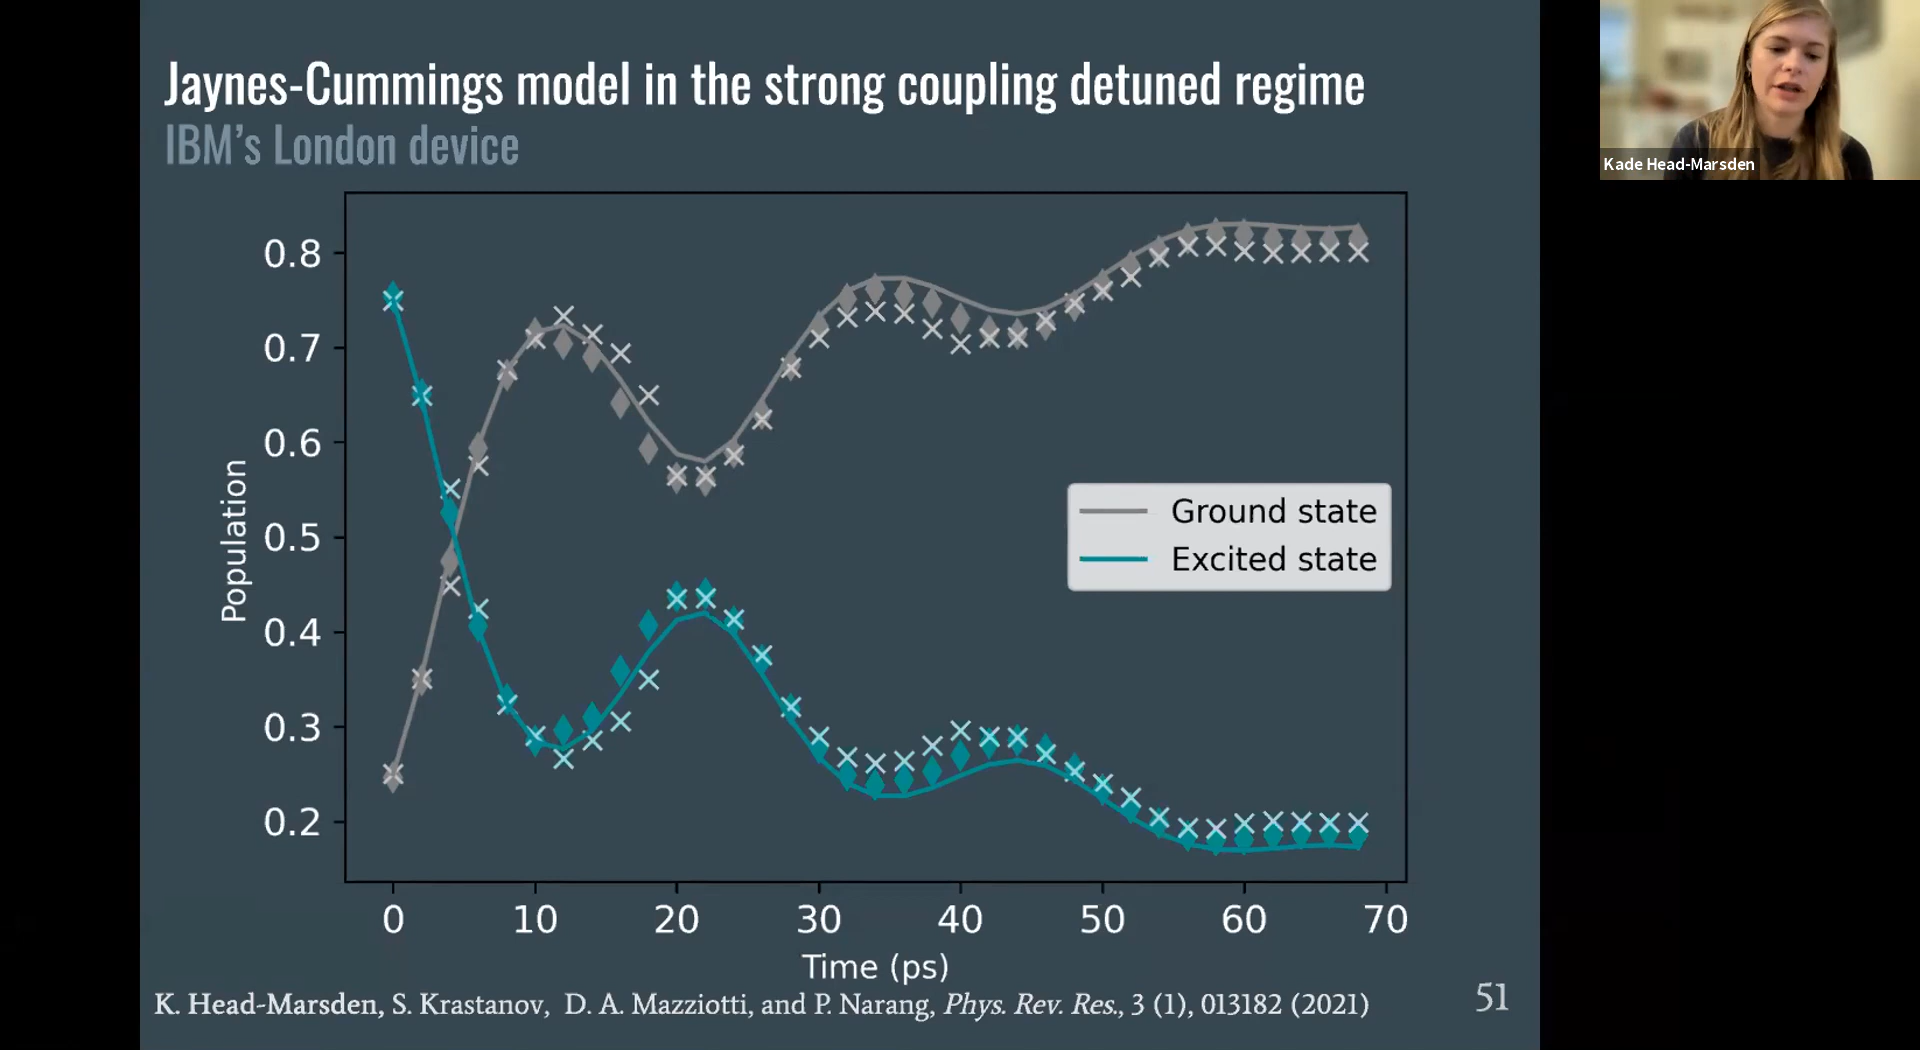 Jaynes-Cummings model in the strong coupling detuned regime
IBM's London device
Kade Head-Marsden
0.8
0.7
0.6
0.5
0.4
0.3
0.2
Population
Ground state
Excited state
0 10 20 30 40 50 60 70
Time (ps)
K. Head-Marsden, S. Krastanov, D. A. Mazziotti, and P. Narang, Phys. Rev. Res., 3 (1), 013182 (2021)
51